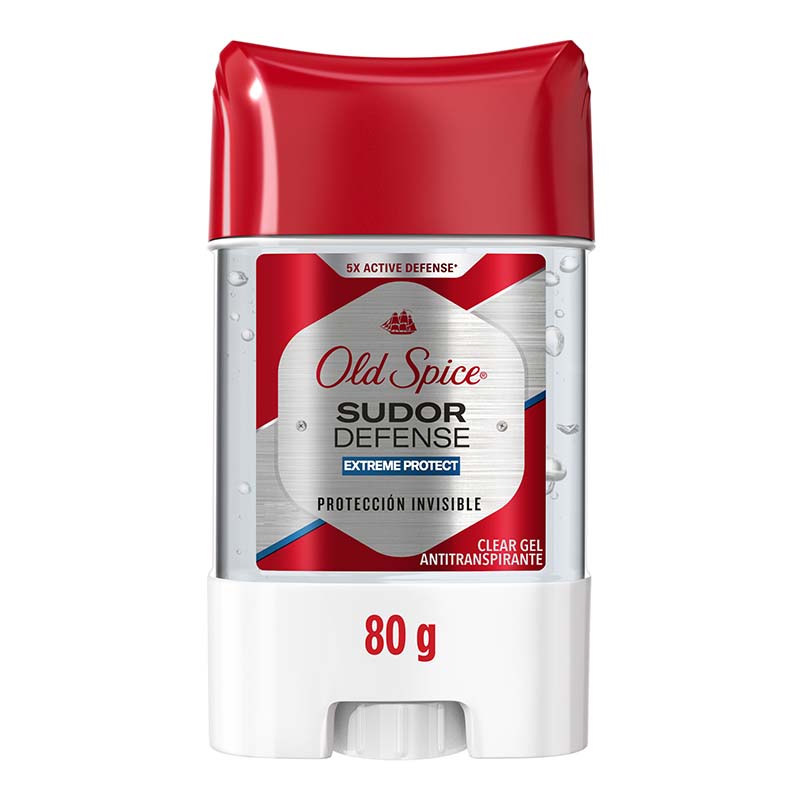 5X ACTIVE DEFENSE+
Old Spice®
SUDOR
DEFENSE
EXTREME PROTECT
PROTECCIÓN INVISIBLE
CLEAR GEL
ANTITRANSPIRANTE
80 g